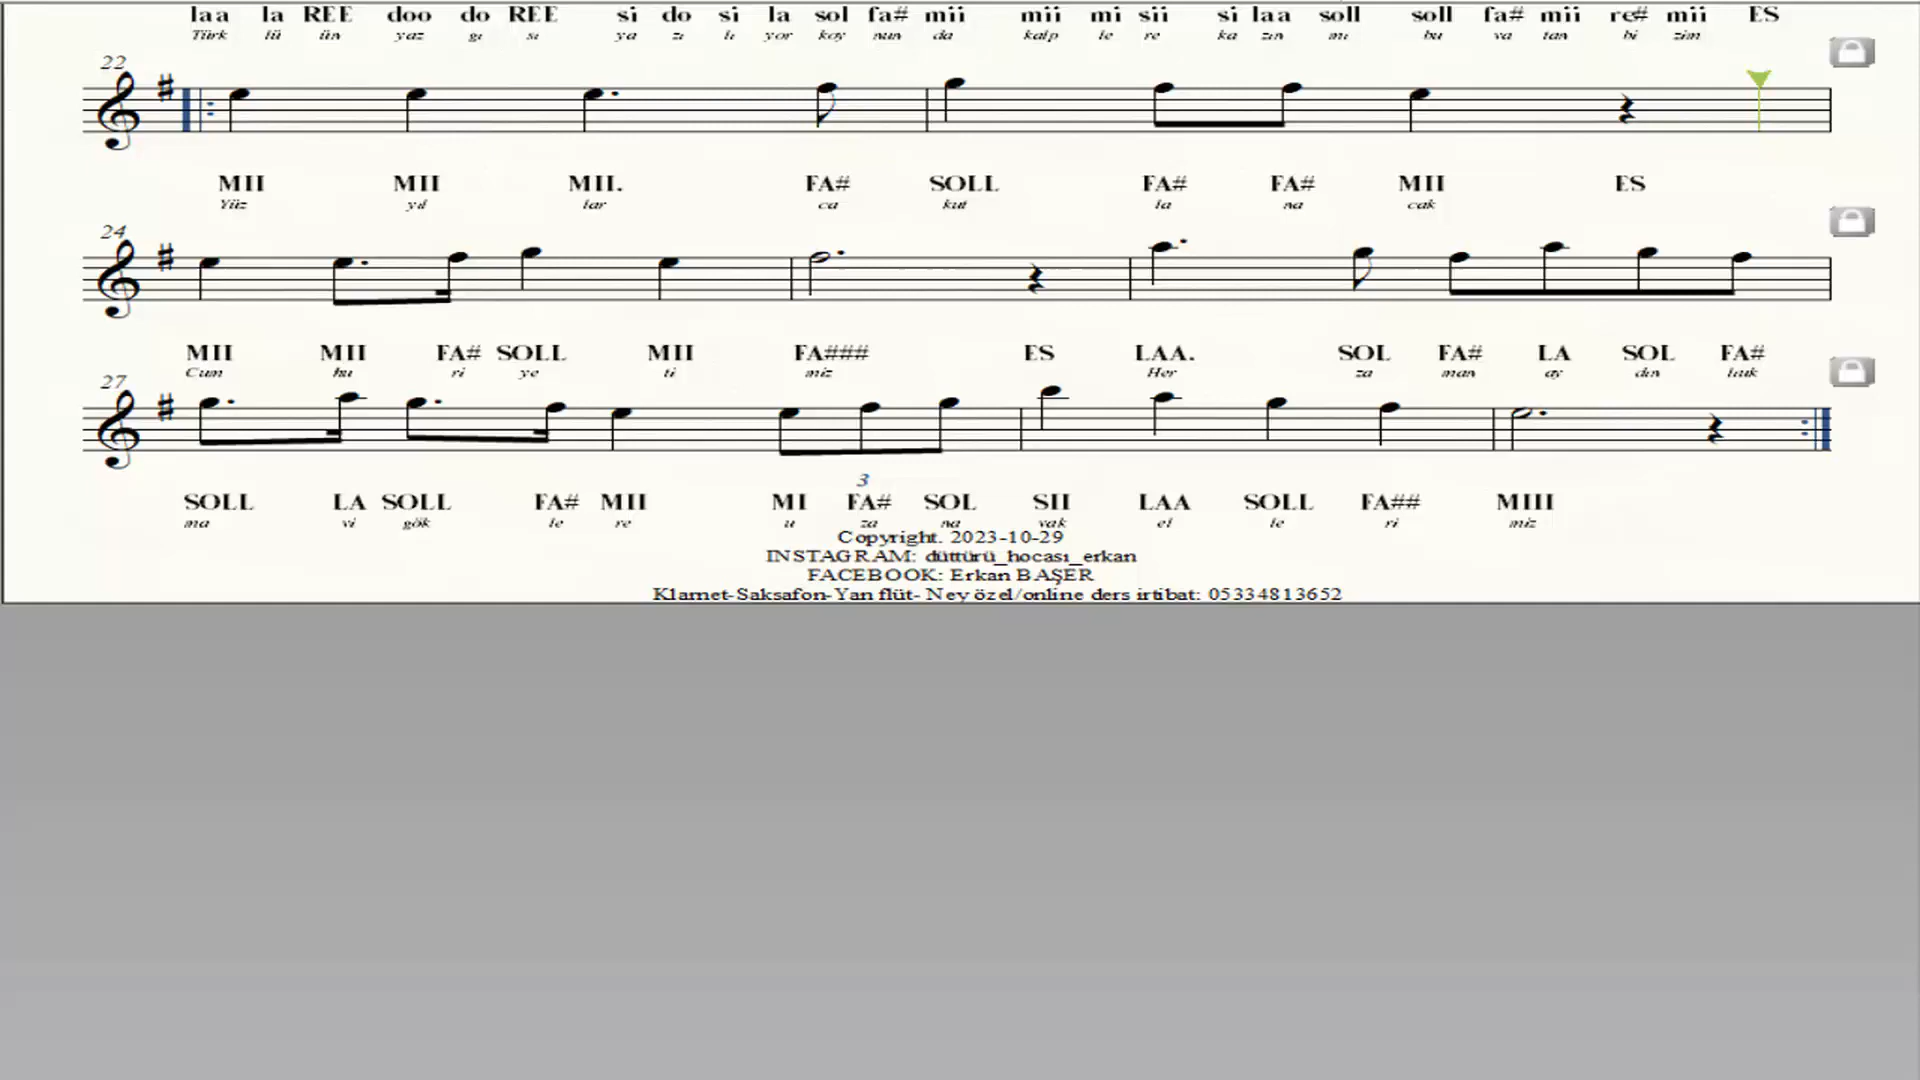 laa la REE doo do REE si do si la sol fa# mii mii mi sii si laa soll soll fa# mii re# mii ES
Türk lü ün yaz gı sı ya zı lı yor koy nun da kalp le re ka zın mı bu va tan bi zim
22
MII MII MII. FA# SOLL FA# FA# MII ES
Yüz yıl lar ca kut la na cak
24
MII MII FA# SOLL MII FA### ES LAA. SOL FA# LA SOL FA#
Cum hu ri ye ti miz Her za man ay dın lık
27
3
SOLL LA SOLL FA# MII MI FA# SOL SII LAA SOLL FA## MIII
ma vi gök le re u za na vak el le ri miz
Copyright. 2023-10-29
INSTAGRAM: düttürü_hocası_erkan
FACEBOOK: Erkan BAŞER
Klarnet-Saksafon-Yan flüt- Ney özel/online ders irtibat: 05334813652